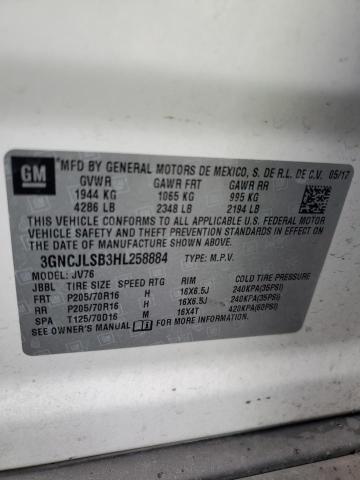 GM
MFD BY GENERAL MOTORS DE MEXICO, S. DE R.L. DE C.V. 05/17
GVWR GAWR FRT GAWR RR
1944 KG 1065 KG 995 KG
4286 LB 2348 LB 2194 LB
THIS VEHICLE CONFORMS TO ALL APPLICABLE U.S. FEDERAL MOTOR
VEHICLE SAFETY AND THEFT PREVENTION STANDARDS IN EFFECT ON
THE DATE OF MANUFACTURE SHOWN ABOVE.
3GNCJLSB3HL258884 TYPE: M.P.V.
MODEL: JV76
JBBL TIRE SIZE SPEED RTG RIM COLD TIRE PRESSURE
FRT P205/70R16 H 16X6.5J 240KPA(35PSI)
RR P205/70R16 H 16X6.5J 240KPA(35PSI)
SPA T125/70D16 M 16X4T 420KPA(60PSI)
SEE OWNER'S MANUAL FOR MORE INFORMATION.